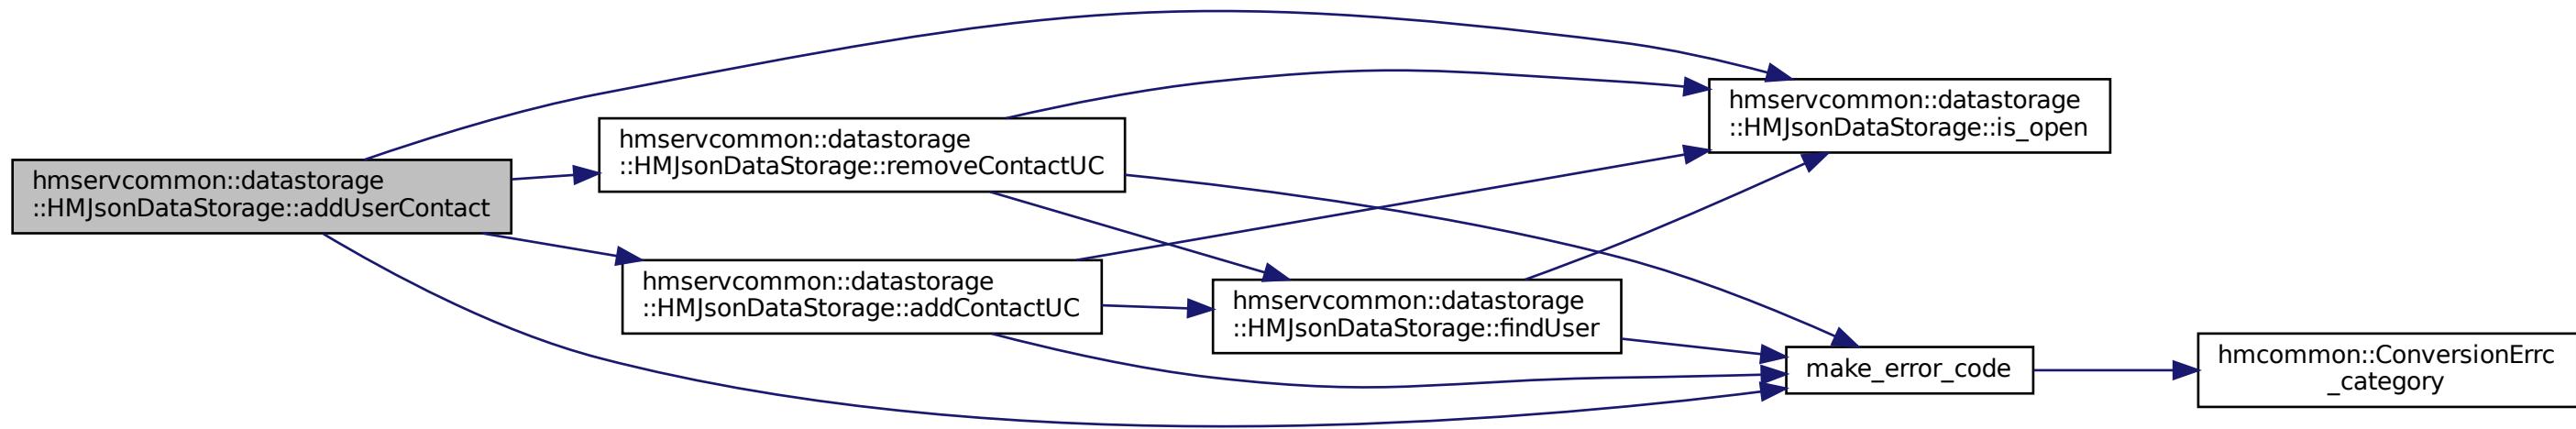 hmservcommon::datastorage
::HMJsonDataStorage::addUserContact
hmservcommon::datastorage
::HMJsonDataStorage::removeContactUC
hmservcommon::datastorage
::HMJsonDataStorage::addContactUC
hmservcommon::datastorage
::HMJsonDataStorage::findUser
hmservcommon::datastorage
::HMJsonDataStorage::is_open
make_error_code
hmcommon::ConversionErrc
_category